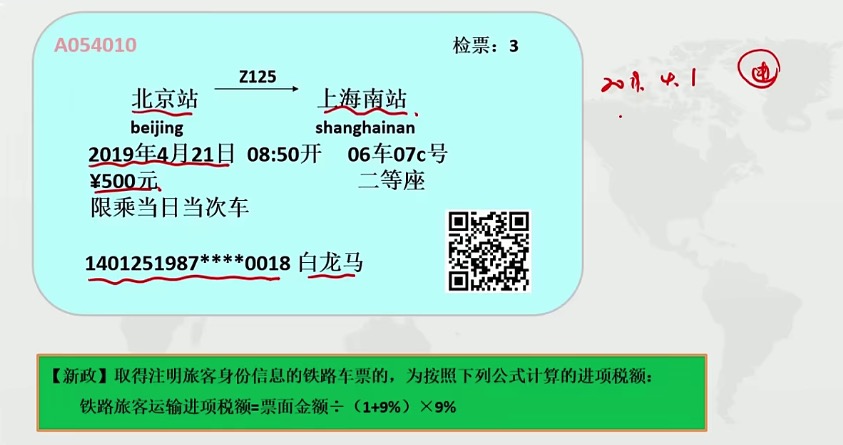 A054010
检票：3
Z125
北京站 上海南站
beijing shanghainan
2019年4月21日 08:50开 06车07c号
¥500元 二等座
限乘当日当次车
1401251987****0018 白龙马
【新政】取得注明旅客身份信息的铁路车票的，为按照下列公式计算的进项税额：
铁路旅客运输进项税额=票面金额÷（1+9%）×9%